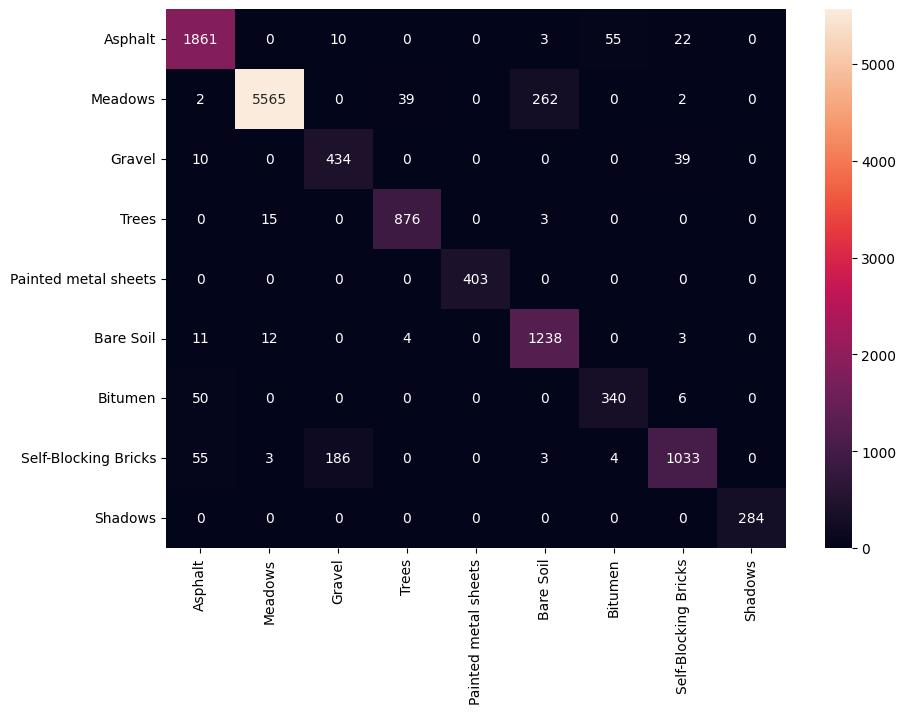 Asphalt 1861 0 10 0 0 3 55 22 0
Meadows 2 5565 0 39 0 262 0 2 0
Gravel 10 0 434 0 0 0 0 39 0
Trees 0 15 0 876 0 3 0 0 0
Painted metal sheets 0 0 0 0 403 0 0 0 0
Bare Soil 11 12 0 4 0 1238 0 3 0
Bitumen 50 0 0 0 0 0 340 6 0
Self-Blocking Bricks 55 3 186 0 0 3 4 1033 0
Shadows 0 0 0 0 0 0 0 0 284
Asphalt
Meadows
Gravel
Trees
Painted metal sheets
Bare Soil
Bitumen
Self-Blocking Bricks
Shadows
5000
4000
3000
2000
1000
0